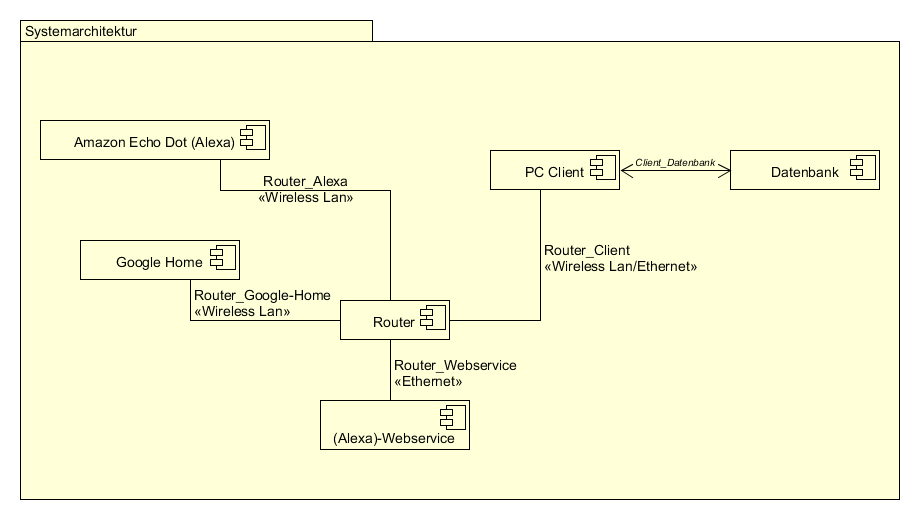 Systemarchitektur
Amazon Echo Dot (Alexa)
Router_Alexa
«Wireless Lan»
PC Client
Client_Datenbank
Datenbank
Google Home
Router_Client
«Wireless Lan/Ethernet»
Router_Google-Home
«Wireless Lan»
Router
Router_Webservice
«Ethernet»
(Alexa)-Webservice